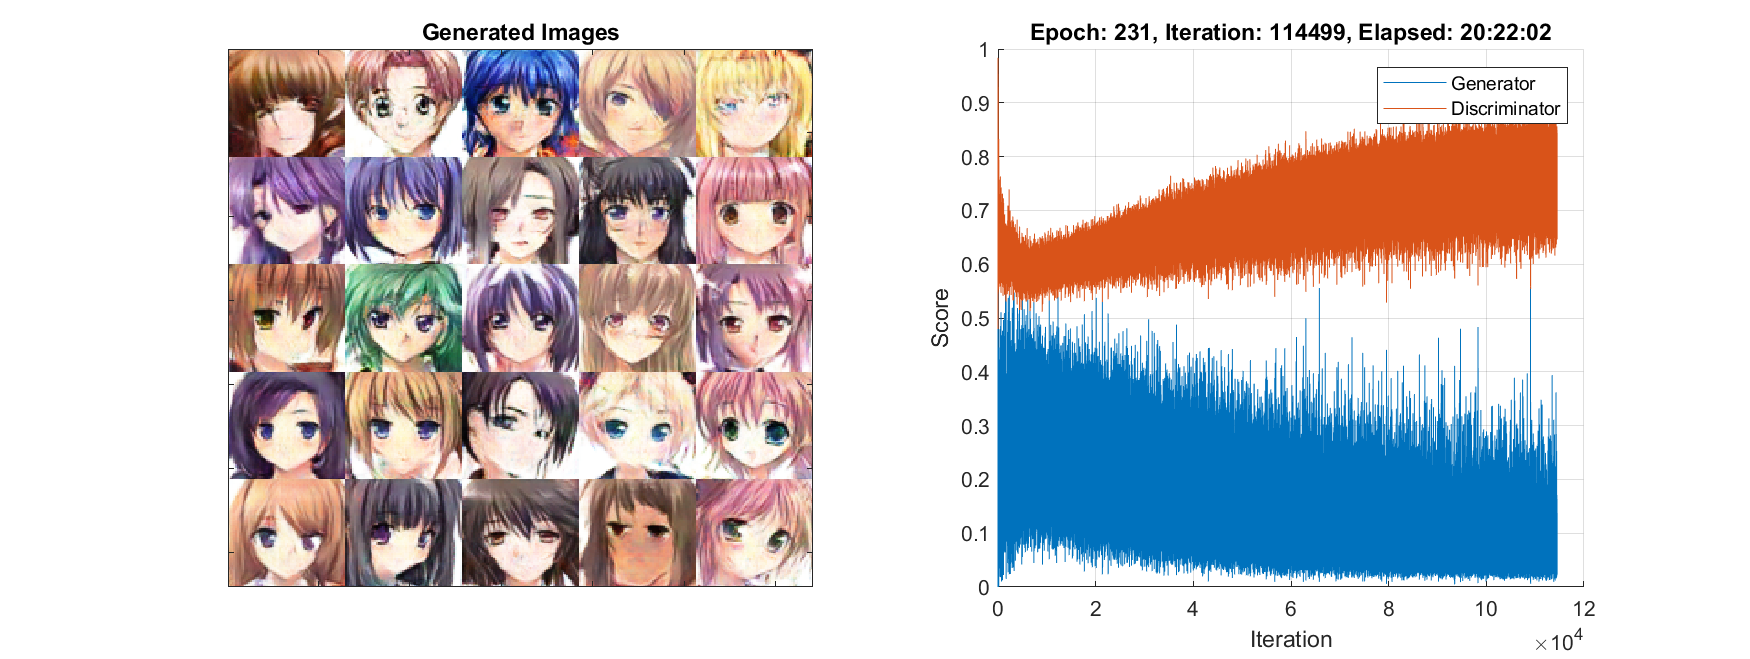 Generated Images
Epoch: 231, Iteration: 114499, Elapsed: 20:22:02
Generator
Discriminator
1
0.9
0.8
0.7
0.6
0.5
0.4
0.3
0.2
0.1
0
Score
0 2 4 6 8 10 12
×10^4
Iteration